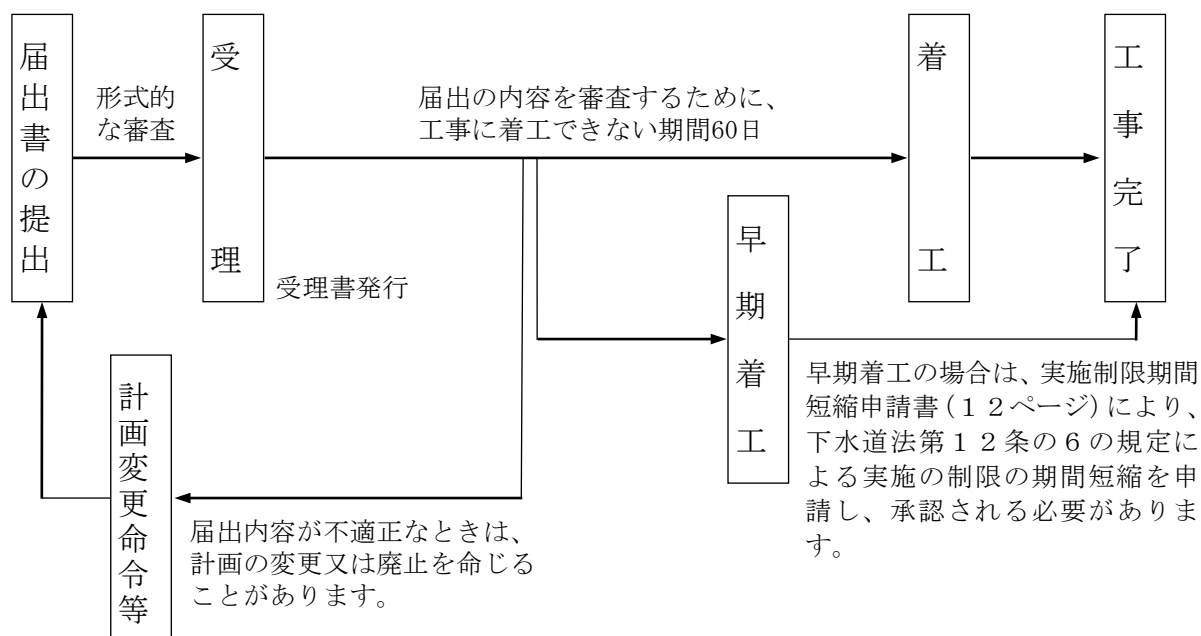 届出書の提出
形式的
な審査
受理
受理書発行
届出の内容を審査するために、
工事に着工できない期間60日
着工
工事完了
早期着工
早期着工の場合は、実施制限期間
短縮申請書(12ページ)により、
下水道法第12条の6の規定に
よる実施の制限の期間短縮を申
請し、承認される必要がありま
す。
計画変更命令等
届出内容が不適正なときは、
計画の変更又は廃止を命じる
ことがあります。